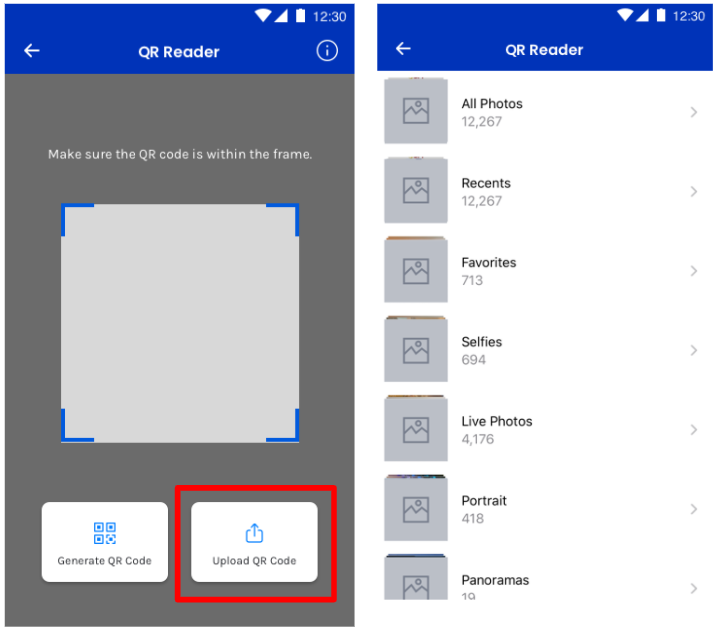 12:30
QR Reader
Make sure the QR code is within the frame.
Generate QR Code
Upload QR Code
12:30
QR Reader
All Photos
12,267
Recents
12,267
Favorites
713
Selfies
694
Live Photos
4,176
Portrait
418
Panoramas
19